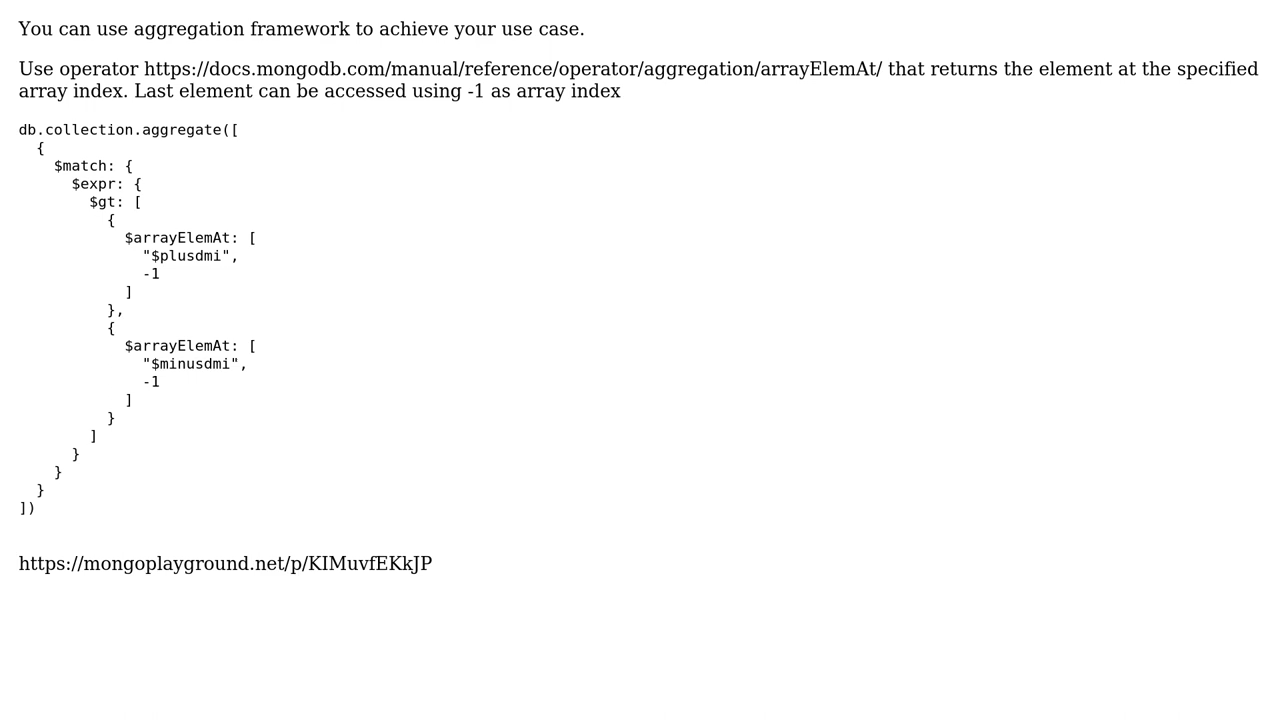 You can use aggregation framework to achieve your use case.
Use operator https://docs.mongodb.com/manual/reference/operator/aggregation/arrayElemAt/ that returns the element at the specified
array index. Last element can be accessed using -1 as array index
db.collection.aggregate([
  {
    $match: {
      $expr: {
        $gt: [
          {
            $arrayElemAt: [
              "$plusdmi",
              -1
            ]
          },
          {
            $arrayElemAt: [
              "$minusdmi",
              -1
            ]
          }
        ]
      }
    }
  }
])
https://mongoplayground.net/p/KIMuvfEKkJP